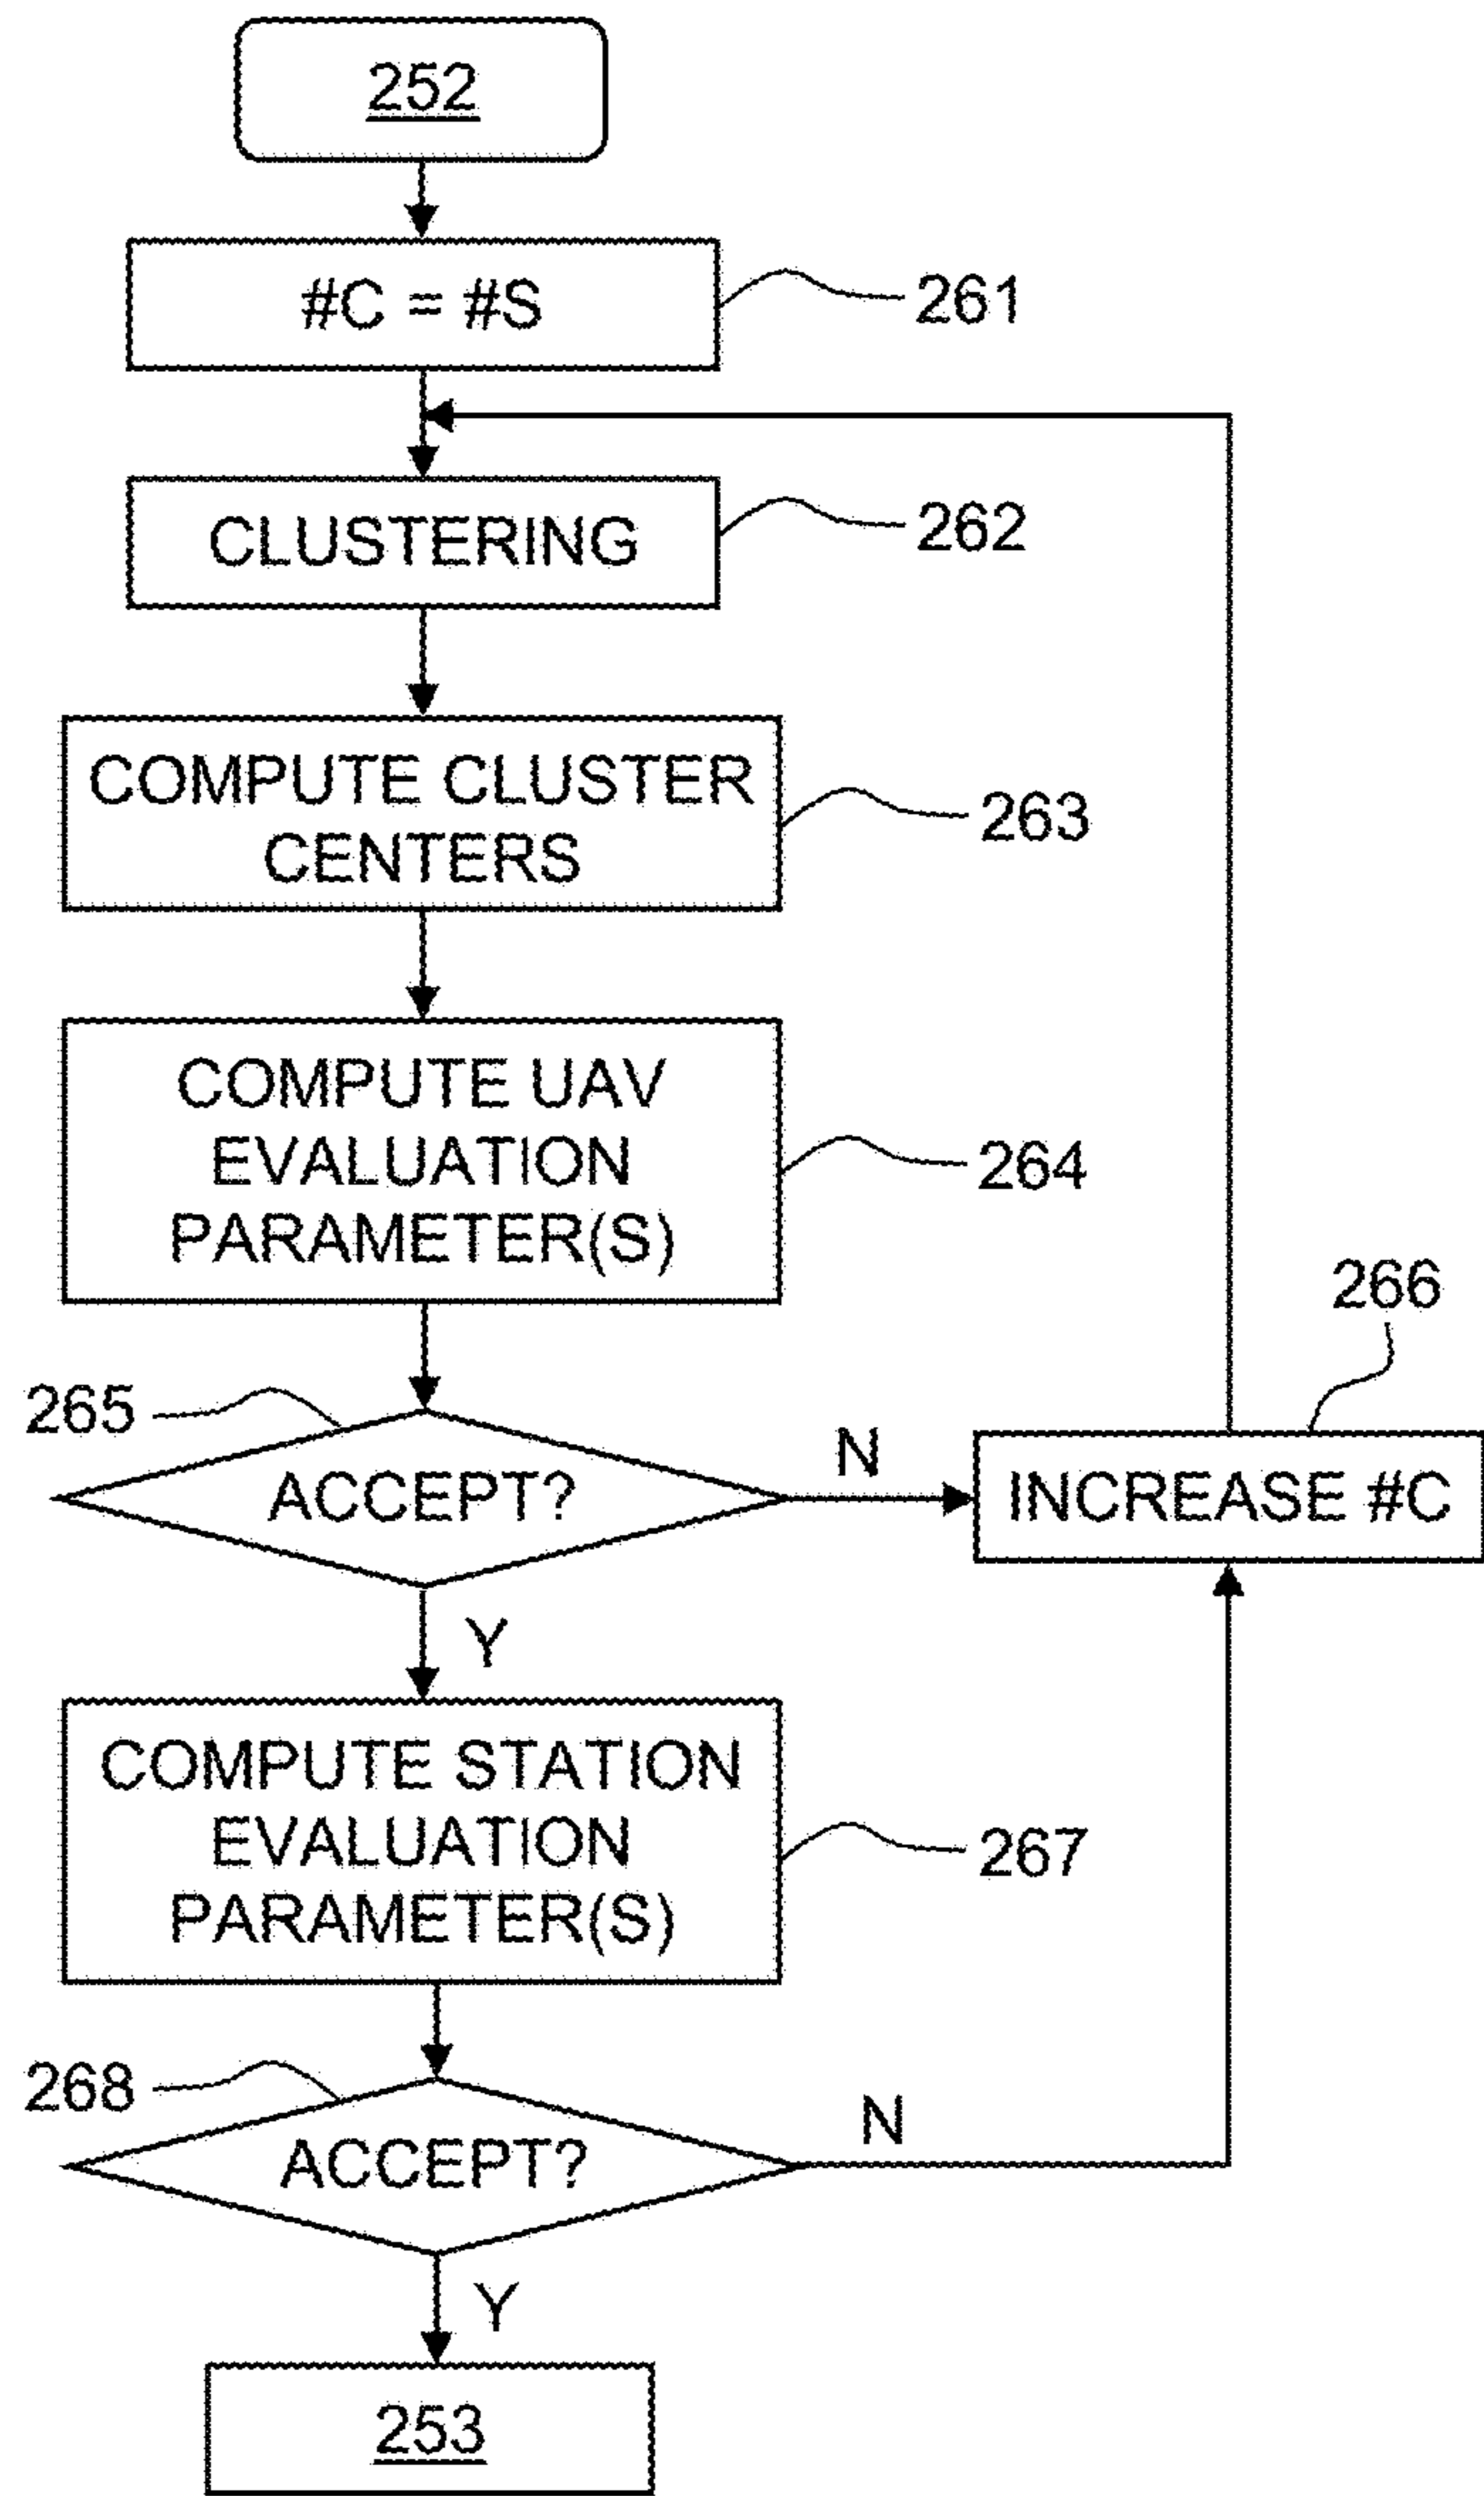 252
#C = #S
261
CLUSTERING
262
COMPUTE CLUSTER
CENTERS
263
COMPUTE UAV
EVALUATION
PARAMETER(S)
264
265
ACCEPT?
N
266
INCREASE #C
Y
COMPUTE STATION
EVALUATION
PARAMETER(S)
267
268
ACCEPT?
N
Y
253